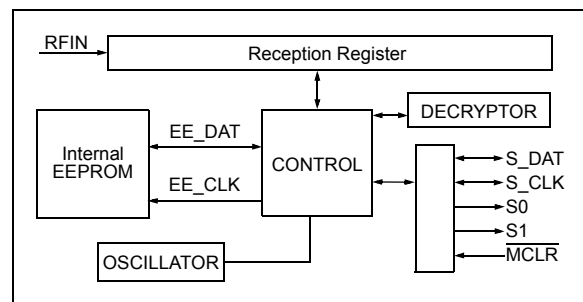 RFIN
Reception Register
DECRYPTOR
EE_DAT
Internal
EEPROM
CONTROL
EE_CLK
S_DAT
S_CLK
S0
S1
MCLR
OSCILLATOR